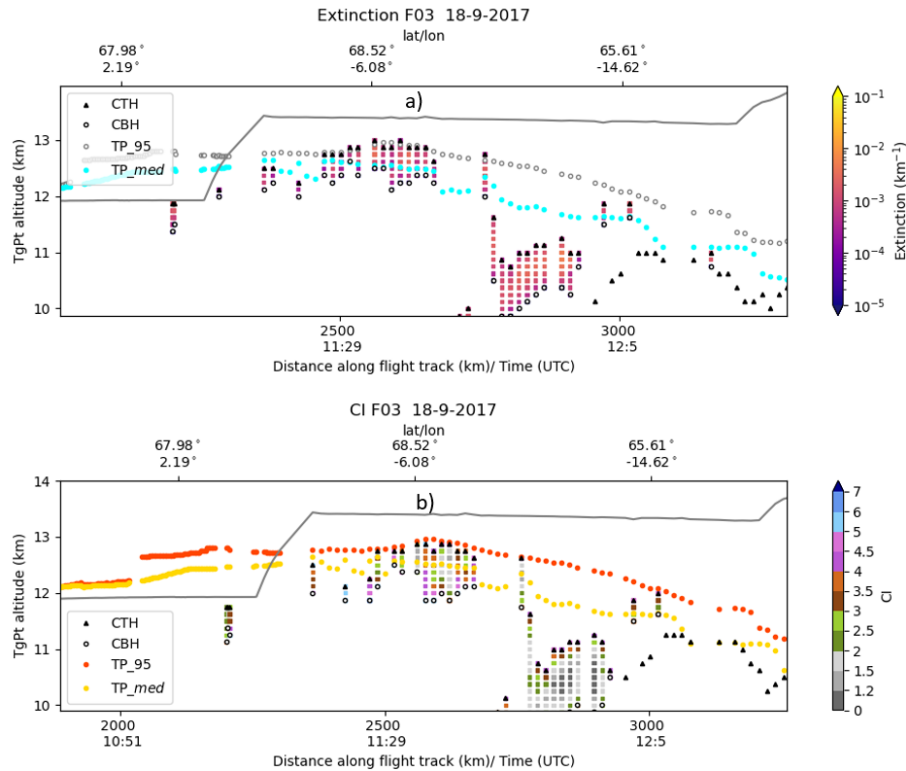 Extinction F03 18-9-2017
lat/lon
67.98° 68.52° 65.61°
2.19° -6.08° -14.62°
a)
CTH
CBH
TP_95
TP_med
TgPt altitude (km)
13
12
11
10
2500 3000
11:29 12:5
Distance along flight track (km)/ Time (UTC)
10⁻¹
10⁻²
10⁻³
10⁻⁴
10⁻⁵
Extinction (km⁻¹)
CI F03 18-9-2017
lat/lon
67.98° 68.52° 65.61°
2.19° -6.08° -14.62°
b)
TgPt altitude (km)
14
13
12
11
10
CTH
CBH
TP_95
TP_med
2000 2500 3000
10:51 11:29 12:5
Distance along flight track (km)/ Time (UTC)
7
6
5
4.5
4
3.5
3
2.5
2
1.5
1.2
0
CI